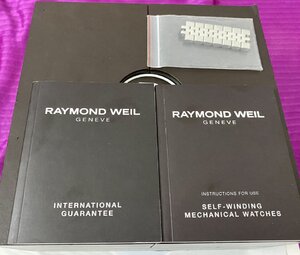 RAYMOND WEIL
GENEVE
INTERNATIONAL
GUARANTEE
RAYMOND WEIL
GENEVE
INSTRUCTIONS FOR USE
SELF-WINDING
MECHANICAL WATCHES